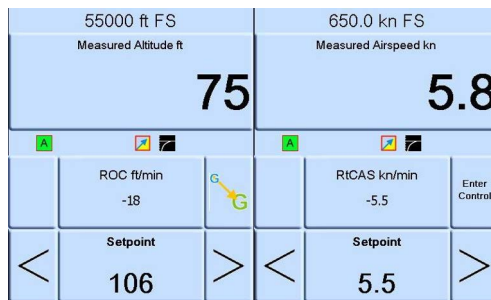 55000 ft FS
650.0 kn FS
Measured Altitude ft
Measured Airspeed kn
75
5.8
A
A
ROC ft/min
-18
G
G
RtCAS kn/min
-5.5
Enter
Control
Setpoint
106
Setpoint
5.5